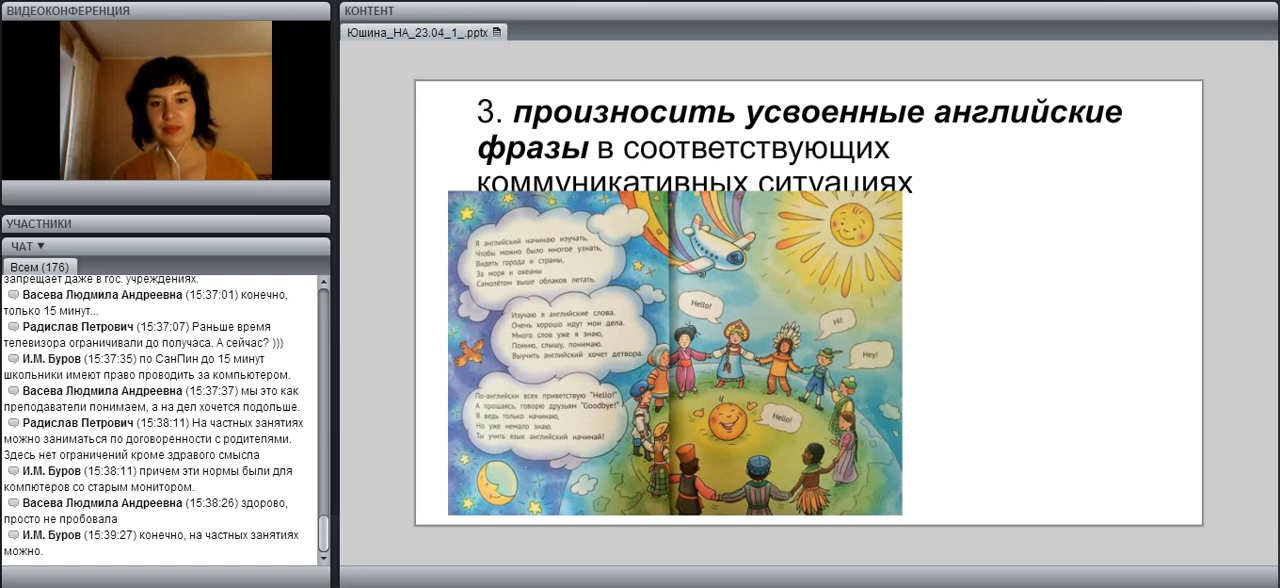 ВИДЕОКОНФЕРЕНЦИЯ
УЧАСТНИКИ
ЧАТ ▼
Всем (176)
запрещает даже в гос. учреждениях.
Васева Людмила Андреевна (15:37:01) конечно,
только 15 минут...
Радислав Петрович (15:37:07) Раньше время
телевизора ограничивали до получаса. А сейчас? )))
И.М. Буров (15:37:35) по СанПин до 15 минут
школьники имеют право проводить за компьютером.
Васева Людмила Андреевна (15:37:37) мы это как
преподаватели понимаем, а на дел хочется подольше.
Радислав Петрович (15:38:11) На частных занятиях
можно заниматься по договоренности с родителями.
Здесь нет ограничений кроме здравого смысла
И.М. Буров (15:38:11) причем эти нормы были для
компютеров со старым монитором.
Васева Людмила Андреевна (15:38:26) здорово,
просто не пробовала
И.М. Буров (15:39:27) конечно, на частных занятиях
можно.
КОНТЕНТ
Юшина_НА_23.04_1_.pptx
3. произносить усвоенные английские
фразы в соответствующих
коммуникативных ситуациях
Я английский начинаю изучать,
Чтобы можно было многое узнать,
Видеть города и страны,
За моря и океаны
Самолётом выше облаков летать.
Изучаю я английские слова.
Очень хорошо идут мои дела.
Много слов уже я знаю,
Помню, слышу, понимаю.
Выучить английский хочет детвора.
По-английски всех приветствую "Hello!"
А прощаясь, говорю друзьям "Goodbye!"
Я ведь только начинаю,
Но уже немало знаю.
Ты учить язык английский начинай!
Hello!
Hi!
Hey!
Hello!